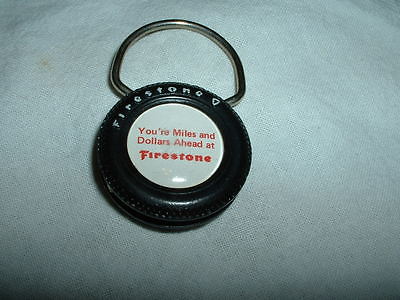 Firestone
You're Miles and
Dollars Ahead at
Firestone